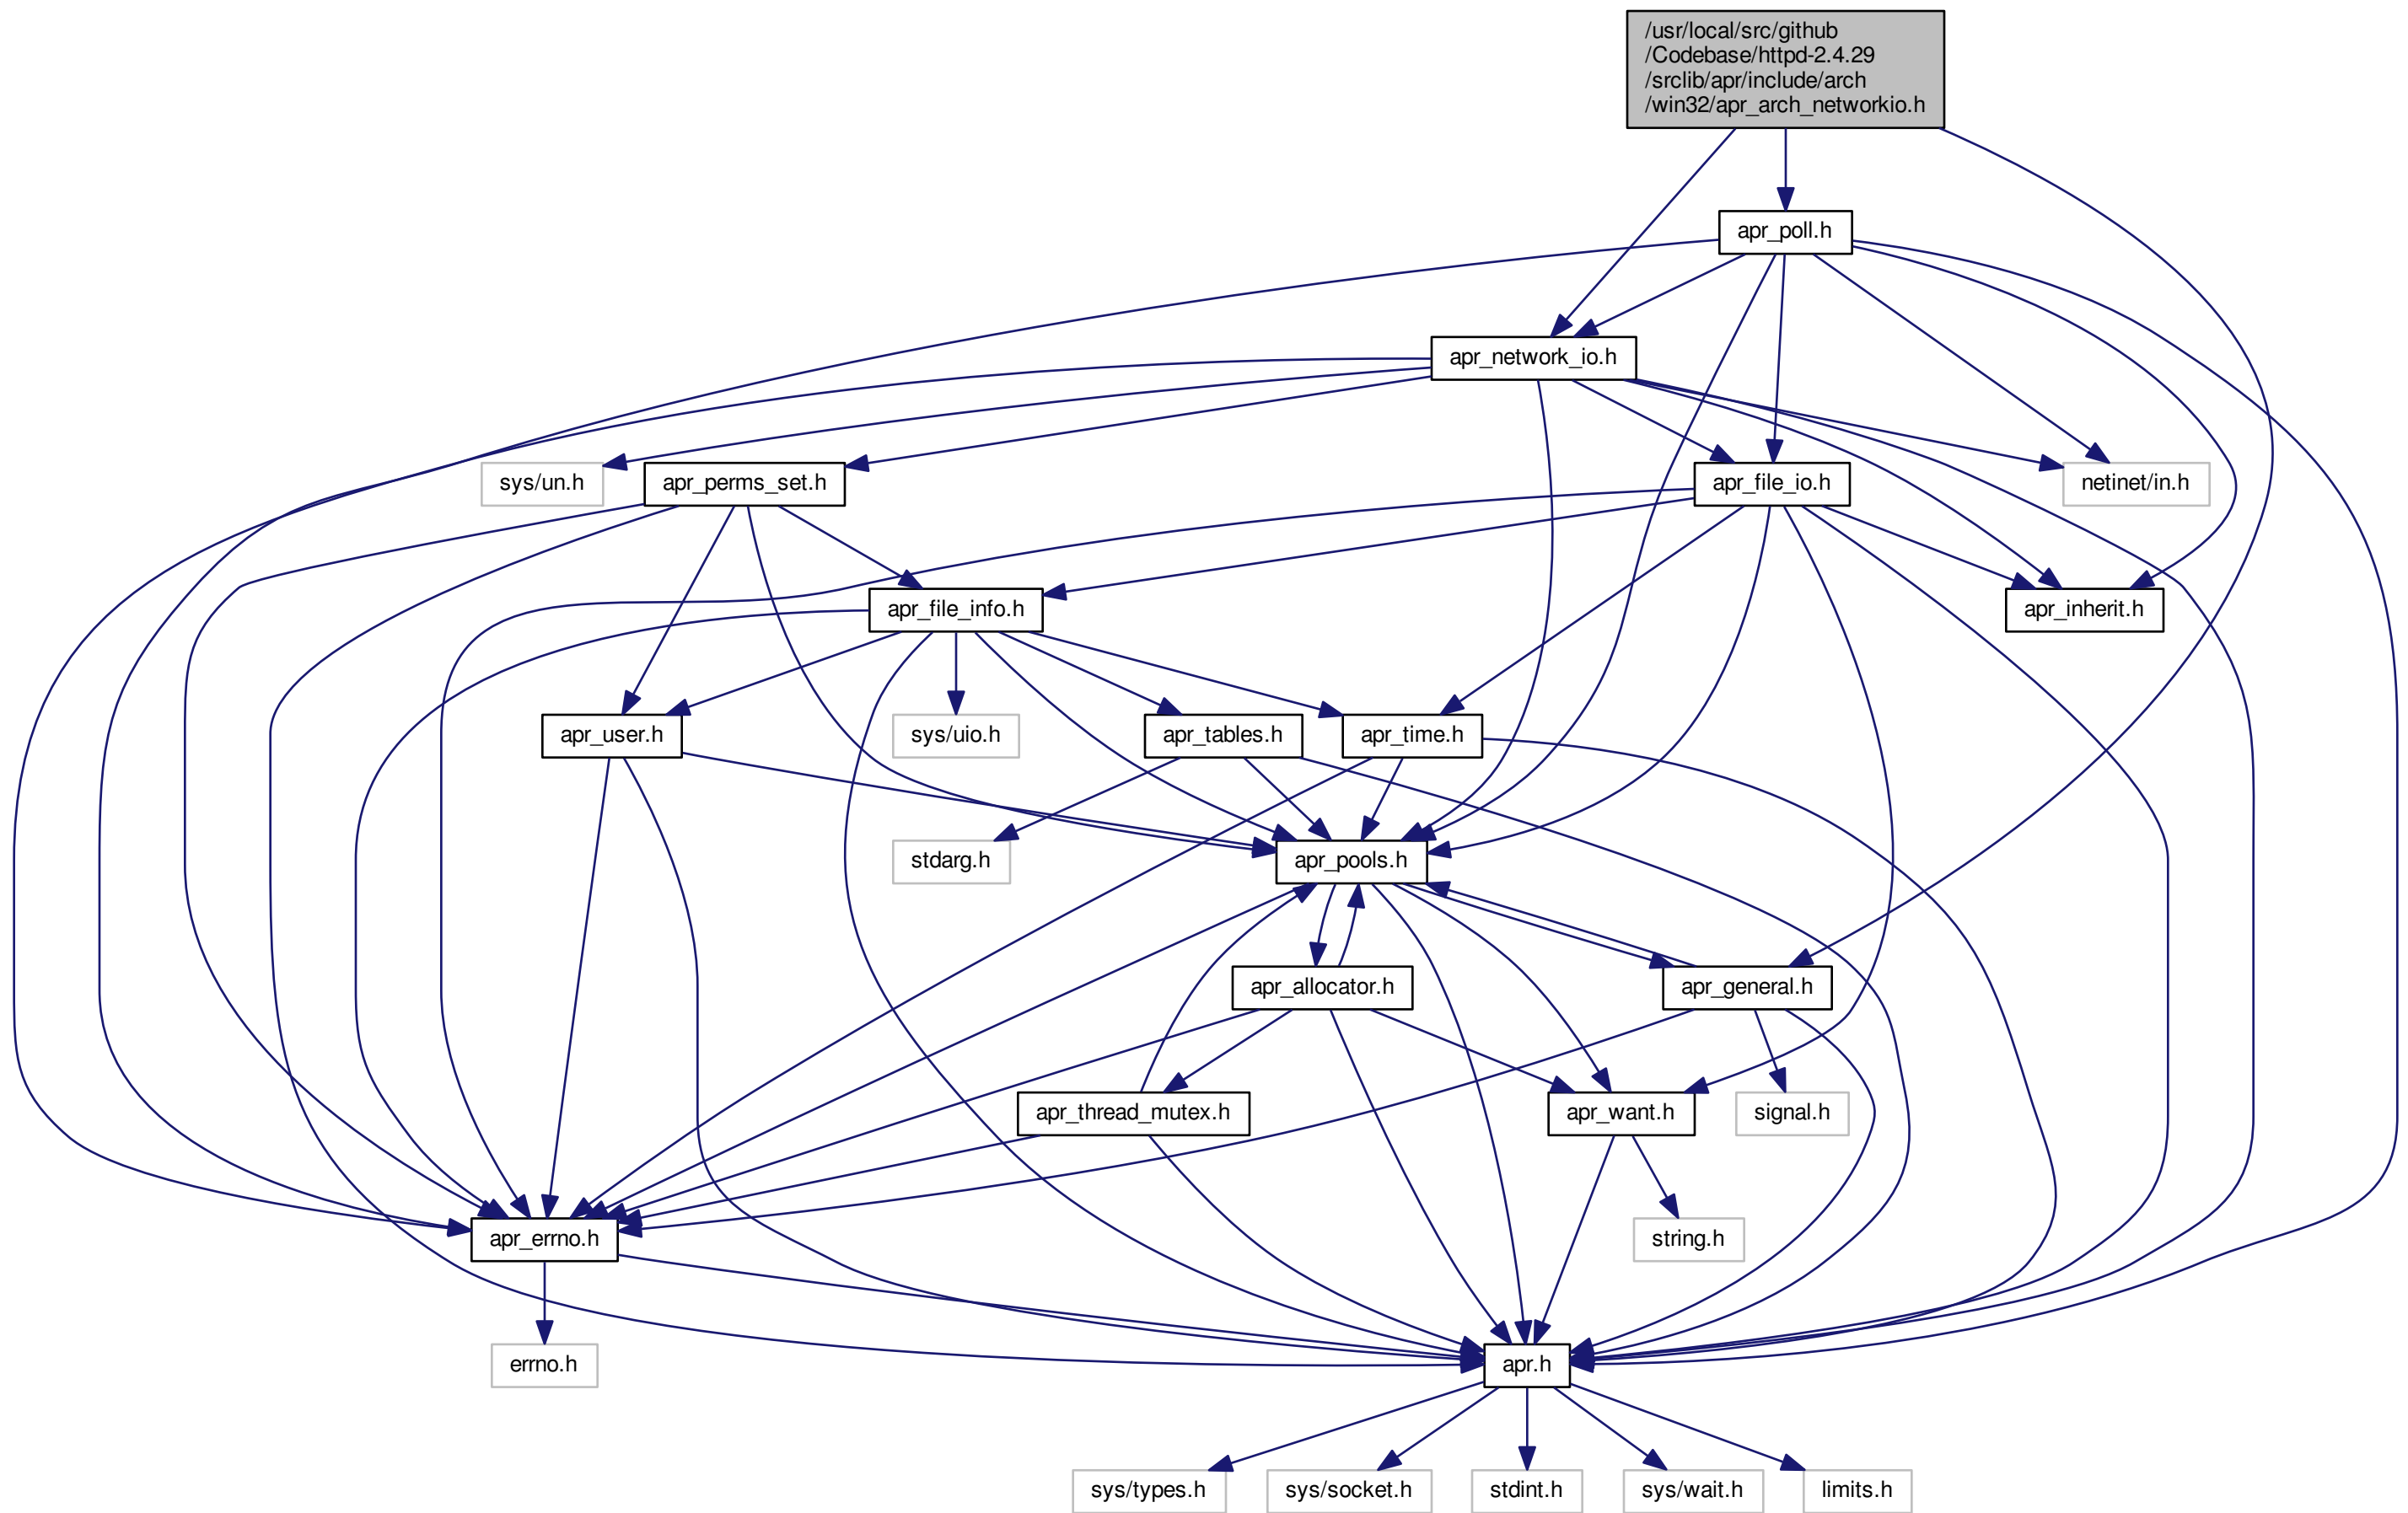 /usr/local/src/github
/Codebase/httpd-2.4.29
/srclib/apr/include/arch
/win32/apr_arch_networkio.h
apr_poll.h
apr_network_io.h
sys/un.h
apr_perms_set.h
apr_file_io.h
netinet/in.h
apr_file_info.h
apr_inherit.h
apr_user.h
sys/uio.h
apr_tables.h
apr_time.h
stdarg.h
apr_pools.h
apr_allocator.h
apr_general.h
apr_thread_mutex.h
apr_want.h
signal.h
apr_errno.h
string.h
errno.h
apr.h
sys/types.h
sys/socket.h
stdint.h
sys/wait.h
limits.h